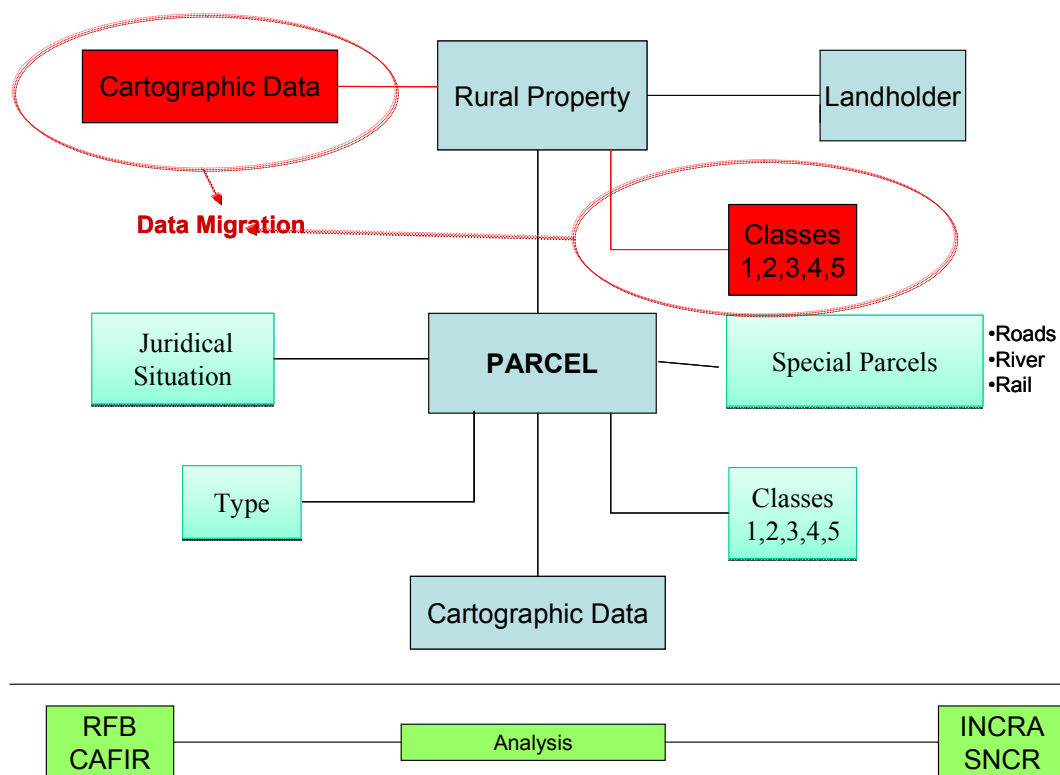 Cartographic Data
Rural Property
Landholder
Data Migration
Classes
1,2,3,4,5
Juridical
Situation
PARCEL
Special Parcels
•Roads
•River
•Rail
Type
Classes
1,2,3,4,5
Cartographic Data
RFB
CAFIR
Analysis
INCRA
SNCR